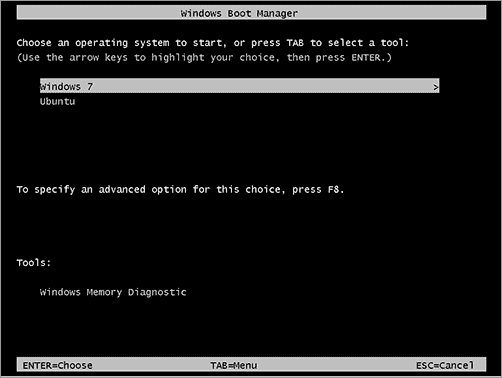 Windows Boot Manager
Choose an operating system to start, or press TAB to select a tool:
(Use the arrow keys to highlight your choice, then press ENTER.)
Windows 7 >
Ubuntu
To specify an advanced option for this choice, press F8.
Tools:
Windows Memory Diagnostic
ENTER=Choose TAB=Menu ESC=Cancel